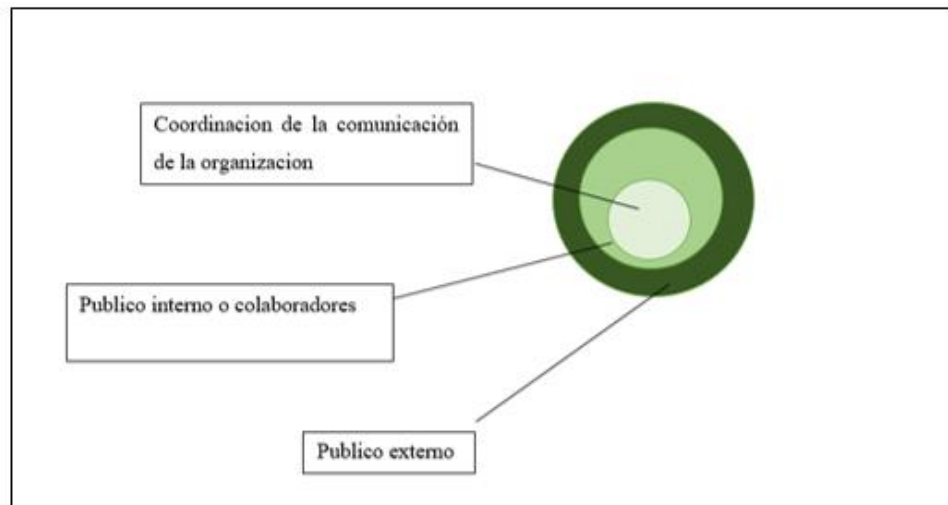 Coordinacion de la comunicación
de la organizacion
Publico interno o colaboradores
Publico externo